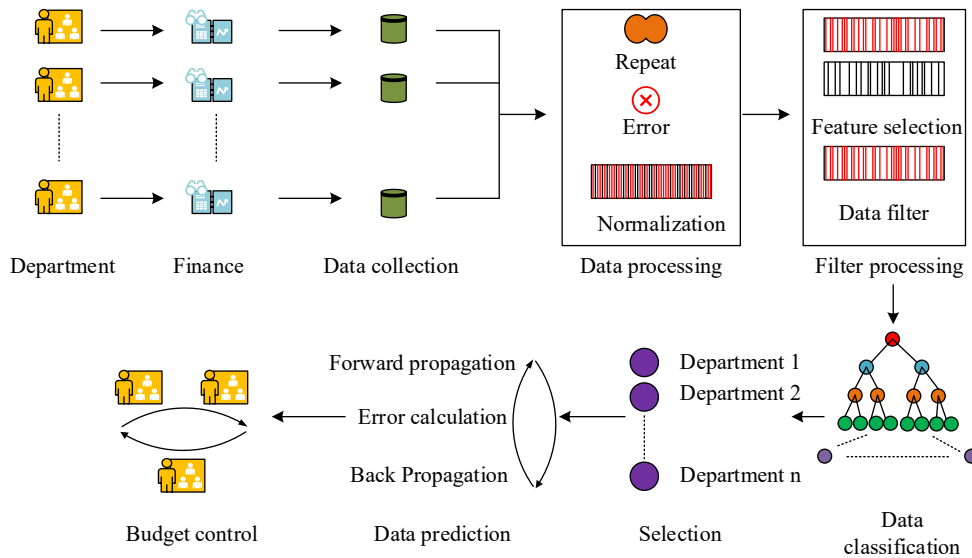 Repeat
Error
Normalization
Feature selection
Data filter
Department
Finance
Data collection
Data processing
Filter processing
Forward propagation
Error calculation
Back Propagation
Department 1
Department 2
Department n
Budget control
Data prediction
Selection
Data
classification